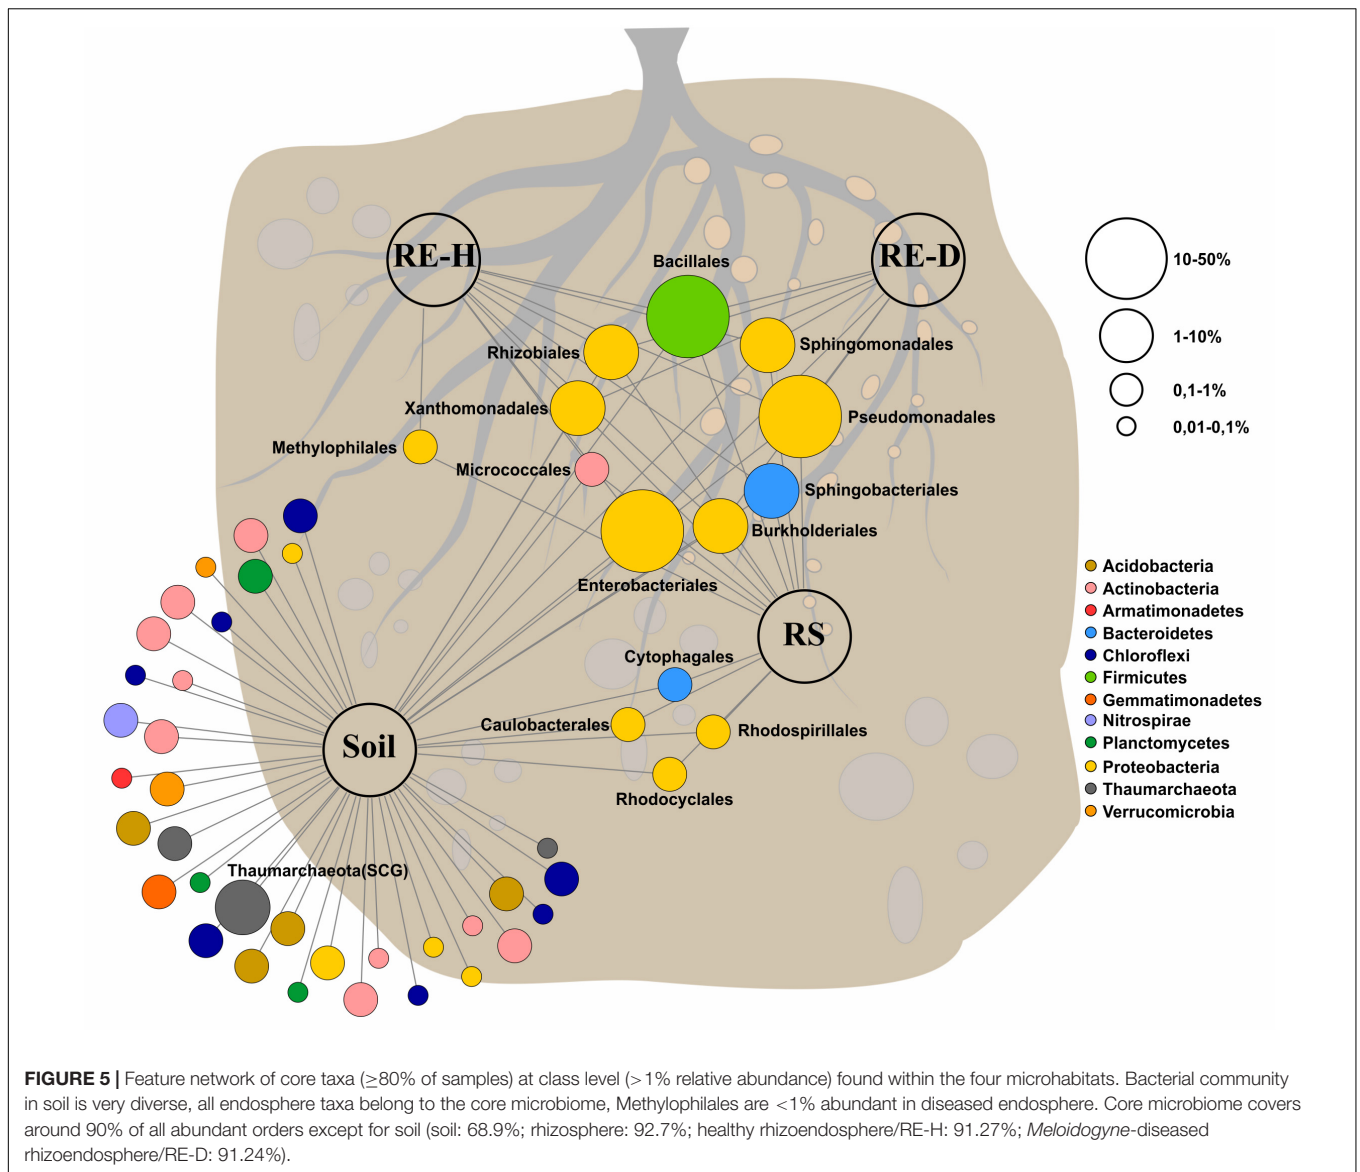 RE-H
RE-D
Bacillales
10-50%
Rhizobiales
Sphingomonadales
1-10%
Xanthomonadales
Pseudomonadales
0,1-1%
0,01-0,1%
Methylophilales
Micrococcales
Sphingobacteriales
Burkholderiales
Enterobacteriales
RS
Cytophagales
Caulobacterales
Rhodospirillales
Soil
Rhodocyclales
Thaumarchaeota(SCG)
Acidobacteria
Actinobacteria
Armatimonadetes
Bacteroidetes
Chloroflexi
Firmicutes
Gemmatimonadetes
Nitrospirae
Planctomycetes
Proteobacteria
Thaumarchaeota
Verrucomicrobia
FIGURE 5 | Feature network of core taxa (≥80% of samples) at class level (>1% relative abundance) found within the four microhabitats. Bacterial community
in soil is very diverse, all endosphere taxa belong to the core microbiome, Methylophilales are <1% abundant in diseased endosphere. Core microbiome covers
around 90% of all abundant orders except for soil (soil: 68.9%; rhizosphere: 92.7%; healthy rhizoendosphere/RE-H: 91.27%; Meloidogyne-diseased
rhizoendosphere/RE-D: 91.24%).